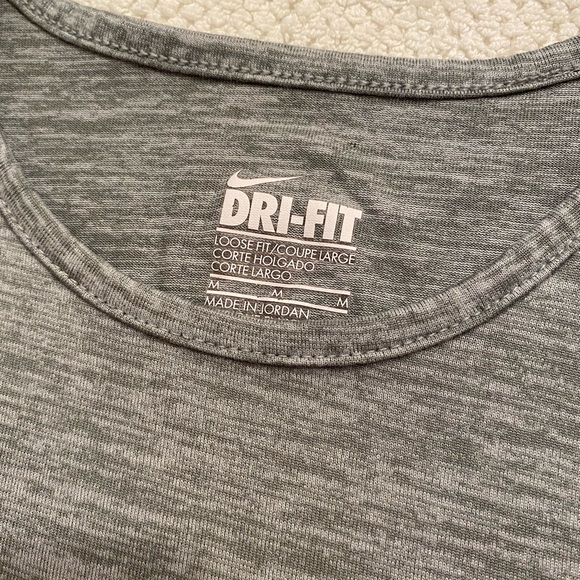 DRI-FIT
LOOSE FIT/COUPE LARGE
CORTE HOLGADO
CORTE LARGO
M M M
MADE IN JORDAN